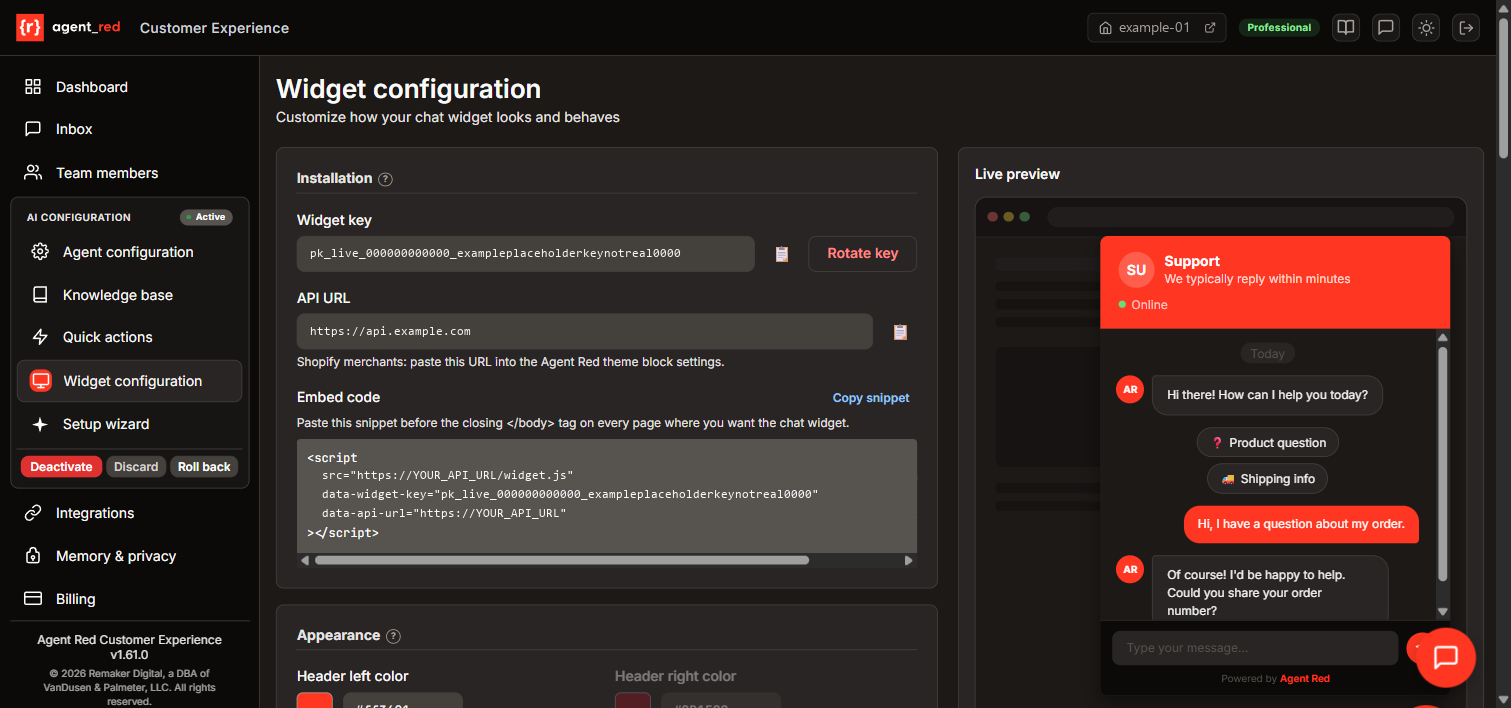 {r} agent_red
Customer Experience
example-01
Professional
Dashboard
Inbox
Team members
AI CONFIGURATION
Active
Agent configuration
Knowledge base
Quick actions
Widget configuration
Setup wizard
Deactivate
Discard
Roll back
Integrations
Memory & privacy
Billing
Agent Red Customer Experience
v1.61.0
© 2026 Remaker Digital, a DBA of
VanDusen & Palmeter, LLC. All rights
reserved.
Widget configuration
Customize how your chat widget looks and behaves
Installation ?
Widget key
pk_live_000000000000_exampleplaceholderkeynotreal0000
Rotate key
API URL
https://api.example.com
Shopify merchants: paste this URL into the Agent Red theme block settings.
Embed code
Copy snippet
Paste this snippet before the closing </body> tag on every page where you want the chat widget.
<script
src="https://YOUR_API_URL/widget.js"
data-widget-key="pk_live_000000000000_exampleplaceholderkeynotreal0000"
data-api-url="https://YOUR_API_URL"
></script>
Appearance ?
Header left color
Header right color
Live preview
SU
Support
We typically reply within minutes
Online
Today
AR
Hi there! How can I help you today?
❓ Product question
🚚 Shipping info
Hi, I have a question about my order.
AR
Of course! I'd be happy to help.
Could you share your order
number?
Type your message...
Powered by Agent Red